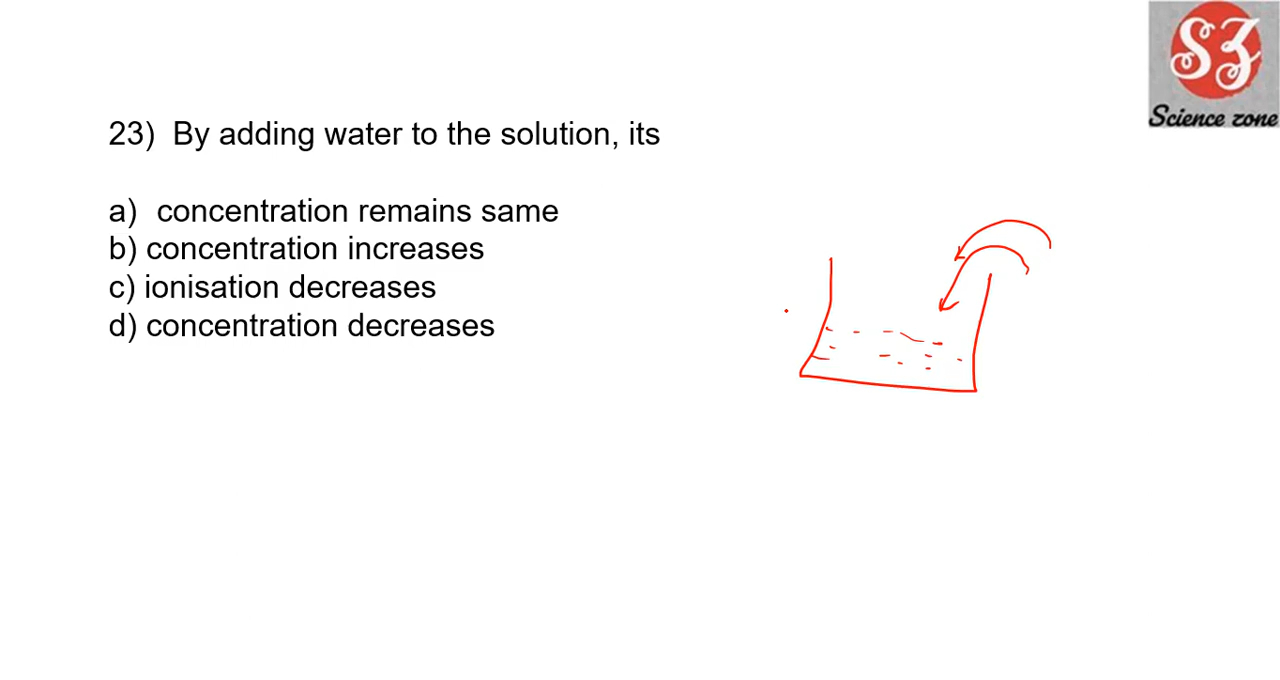 SZ
Science zone
23) By adding water to the solution, its
a) concentration remains same
b) concentration increases
c) ionisation decreases
d) concentration decreases